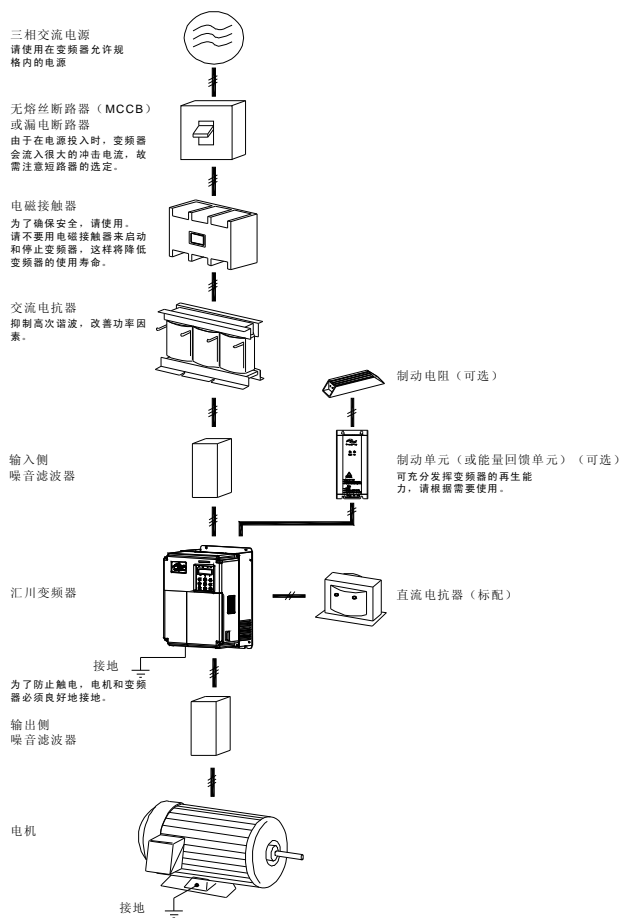 三相交流电源
请使用在变频器允许规
格内的电源
无熔丝断路器（MCCB）
或漏电断路器
由于在电源投入时，变频器
会流入很大的冲击电流，故
需注意短路器的选定。
电磁接触器
为了确保安全，请使用。
请不要用电磁接触器来启动
和停止变频器，这样将降低
变频器的使用寿命。
交流电抗器
抑制高次谐波，改善功率因
素。
制动电阻（可选）
输入侧
噪音滤波器
制动单元（或能量回馈单元）（可选）
可充分发挥变频器的再生能
力，请根据需要使用。
汇川变频器
直流电抗器（标配）
接地
为了防止触电，电机和变频
器必须良好地接地。
输出侧
噪音滤波器
电机
接地